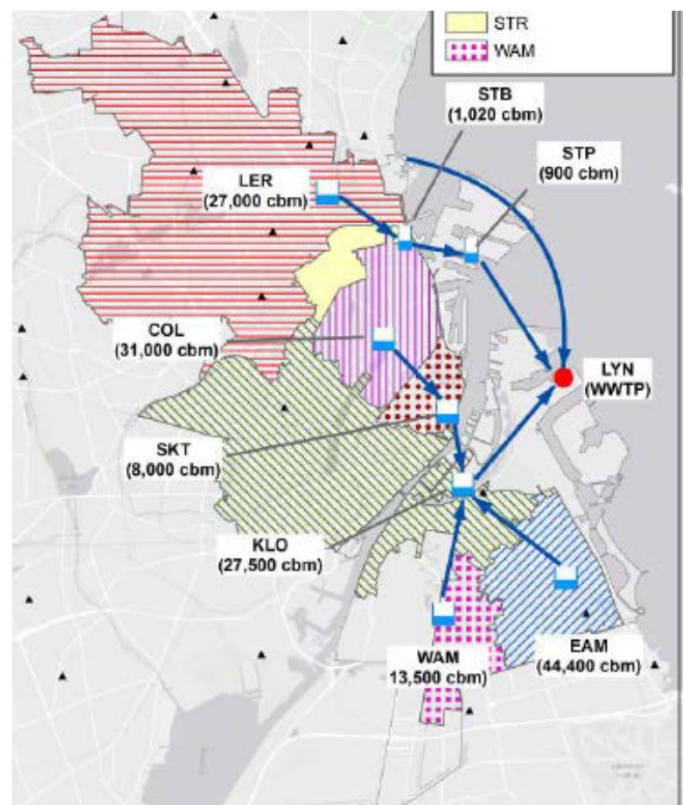 STR
WAM
STB
(1,020 cbm)
STP
(900 cbm)
LER
(27,000 cbm)
COL
(31,000 cbm)
LYN
(WWTP)
SKT
(8,000 cbm)
KLO
(27,500 cbm)
WAM
13,500 cbm)
EAM
(44,400 cbm)